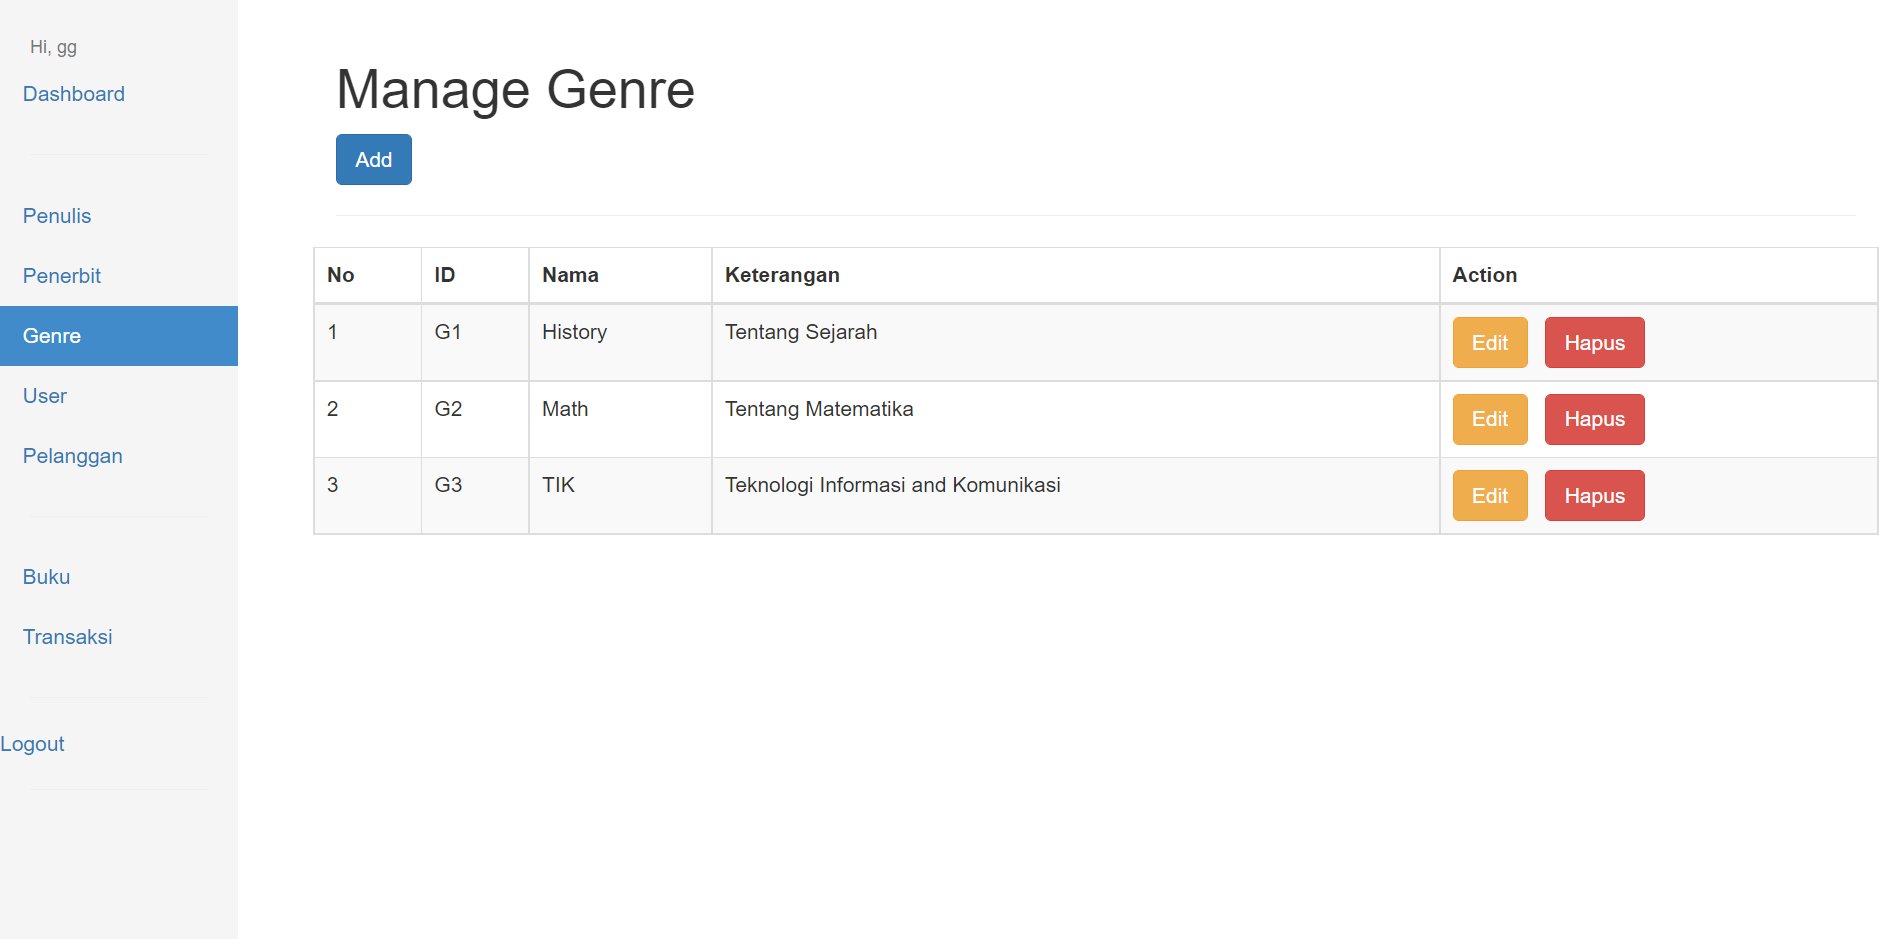 Hi, gg
Dashboard
Penulis
Penerbit
Genre
User
Pelanggan
Buku
Transaksi
Logout
Manage Genre
Add
No ID Nama Keterangan Action
1 G1 History Tentang Sejarah Edit Hapus
2 G2 Math Tentang Matematika Edit Hapus
3 G3 TIK Teknologi Informasi and Komunikasi Edit Hapus